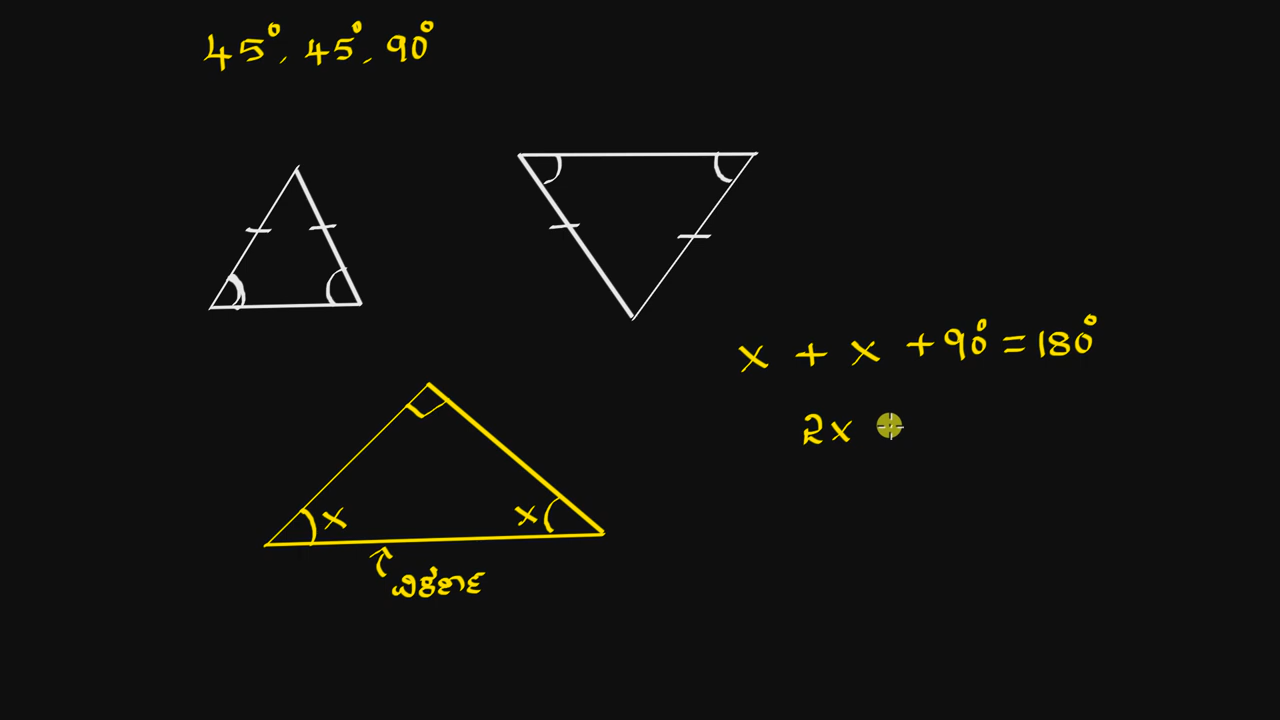 45°, 45°, 90°
x + x + 90° = 180°
2x
x x
ವಿಕರ್ಣ